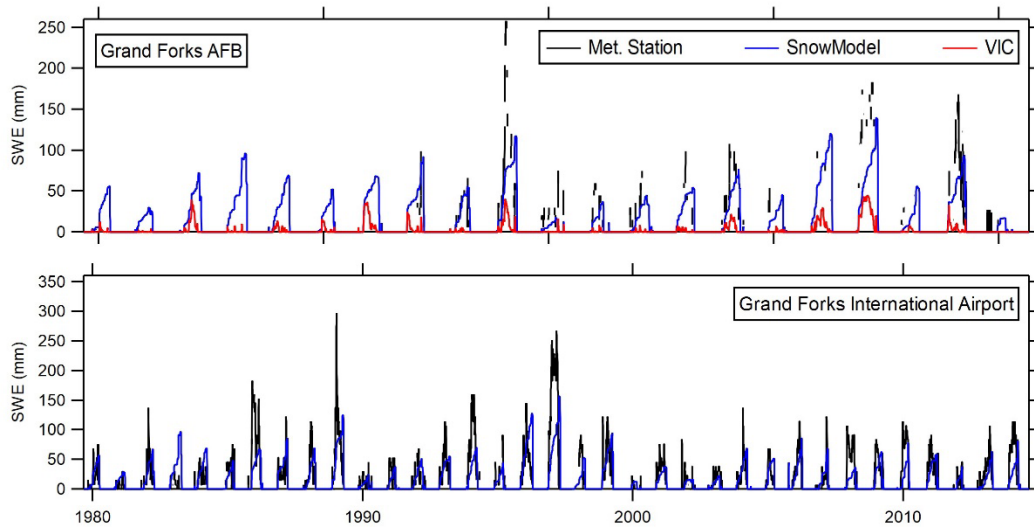 250
200
150
100
50
0
SWE (mm)
Grand Forks AFB
Met. Station SnowModel VIC
350
300
250
200
150
100
50
0
SWE (mm)
Grand Forks International Airport
1980 1990 2000 2010